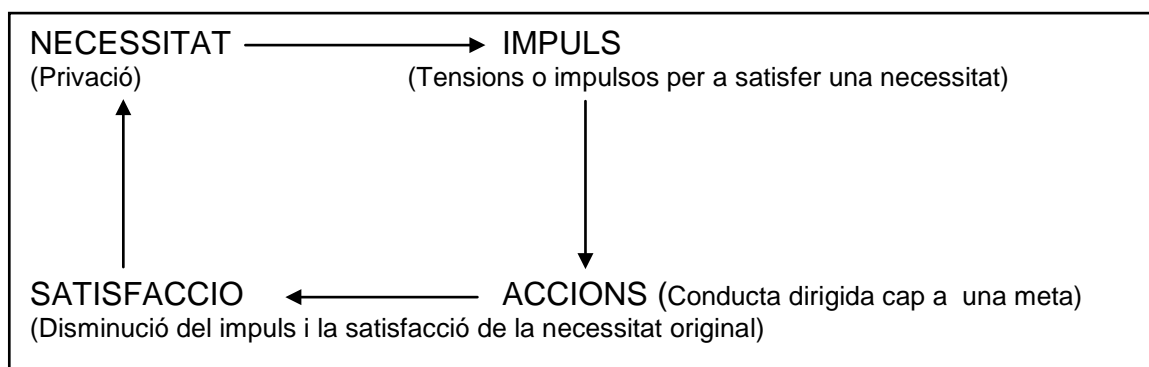 NECESSITAT IMPULS
(Privació) (Tensions o impulsos per a satisfer una necessitat)
SATISFACCIO ACCIONS (Conducta dirigida cap a una meta)
(Disminució del impuls i la satisfacció de la necessitat original)